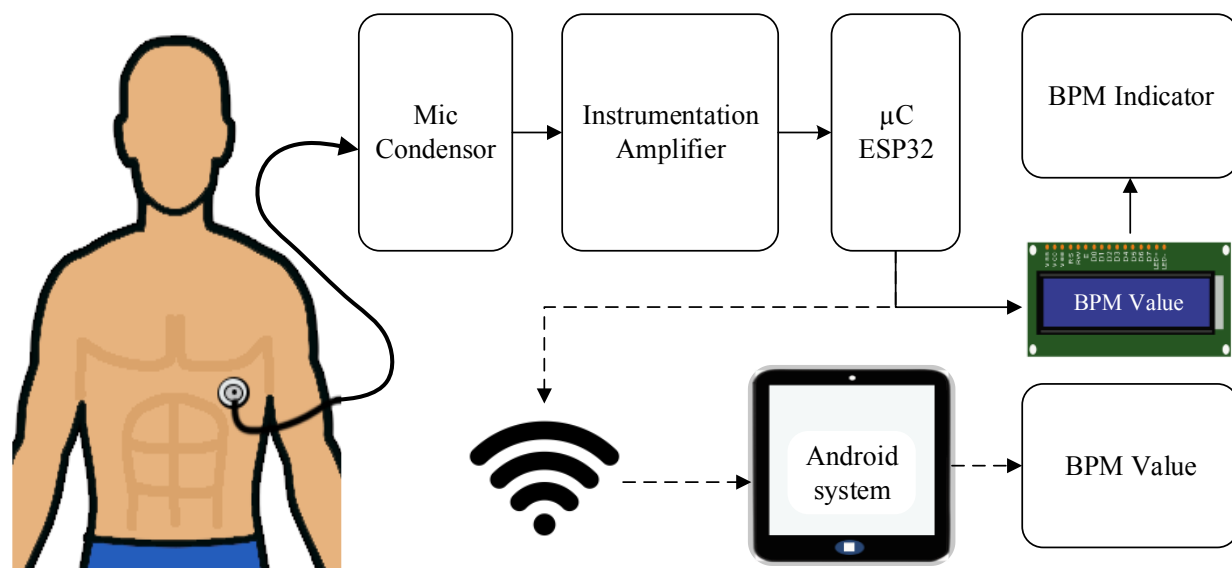 Mic
Condensor
Instrumentation
Amplifier
µC
ESP32
BPM Indicator
BPM Value
Android
system
BPM Value